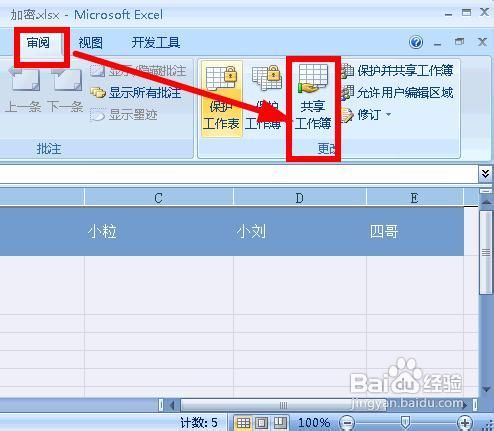 加密.xlsx - Microsoft Excel
审阅 视图 开发工具
上一条 下一条
显示/隐藏批注
显示所有批注
显示墨迹
批注
保护
工作表
保护
工作簿
共享
工作簿
保护并共享工作簿
允许用户编辑区域
修订
更改
C D E
小粒 小刘 四哥
Baidu经验
jingyan.baidu.com
计数: 5 100%